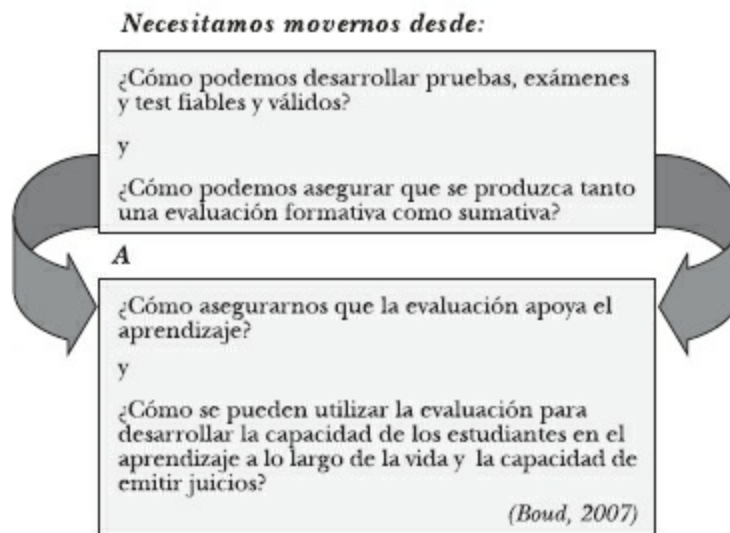 Necesitamos movernos desde:
¿Cómo podemos desarrollar pruebas, exámenes
y test fiables y válidos?
y
¿Cómo podemos asegurar que se produzca tanto
una evaluación formativa como sumativa?
A
¿Cómo asegurarnos que la evaluación apoya el
aprendizaje?
y
¿Cómo se pueden utilizar la evaluación para
desarrollar la capacidad de los estudiantes en el
aprendizaje a lo largo de la vida y la capacidad de
emitir juicios?
(Boud, 2007)